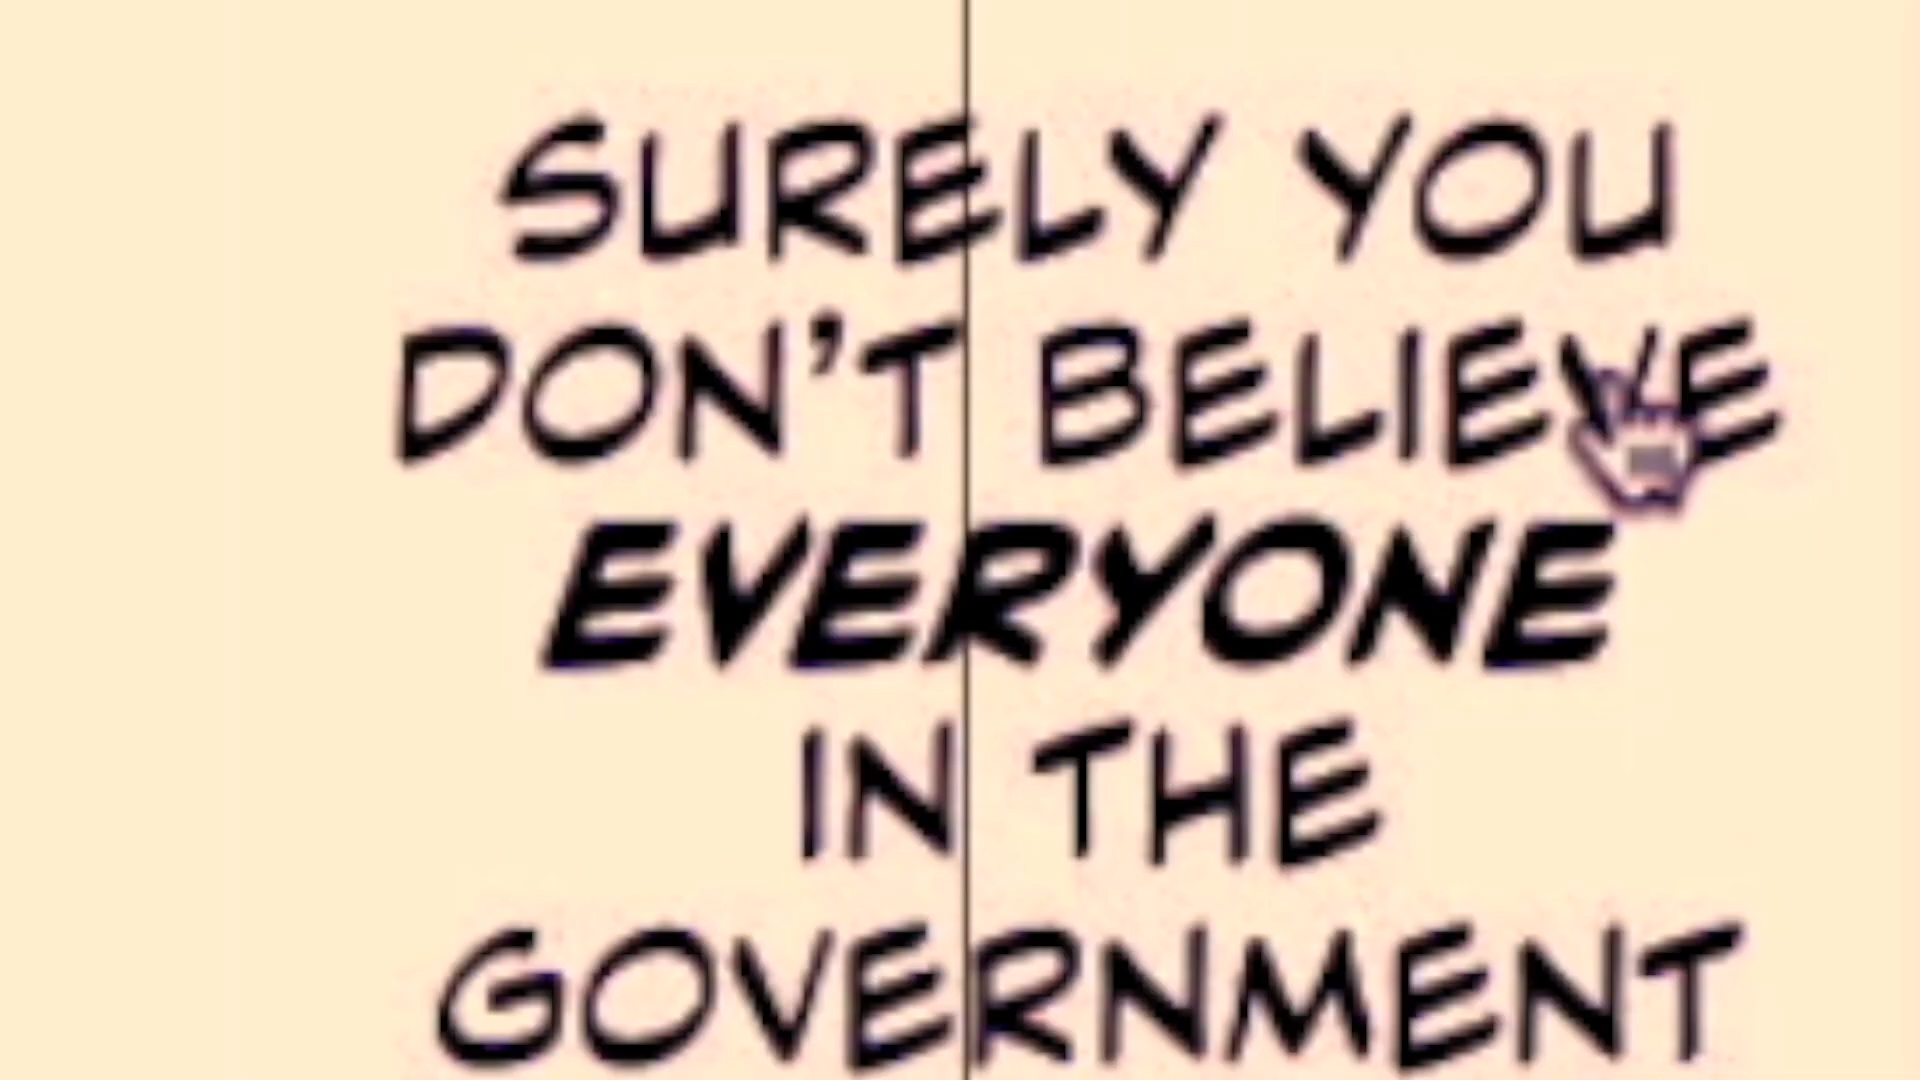 SURELY YOU
DON'T BELIEVE
EVERYONE
IN THE
GOVERNMENT